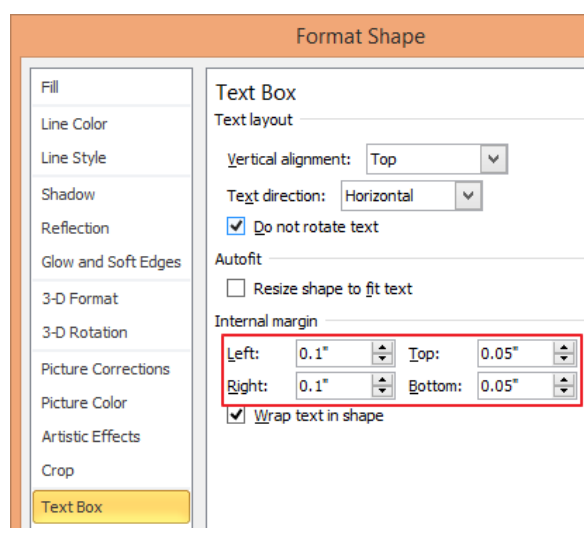 Format Shape
Fill
Line Color
Line Style
Shadow
Reflection
Glow and Soft Edges
3-D Format
3-D Rotation
Picture Corrections
Picture Color
Artistic Effects
Crop
Text Box
Text Box
Text layout
Vertical alignment: Top
Text direction: Horizontal
Do not rotate text
Autofit
Resize shape to fit text
Internal margin
Left: 0.1" Top: 0.05"
Right: 0.1" Bottom: 0.05"
Wrap text in shape